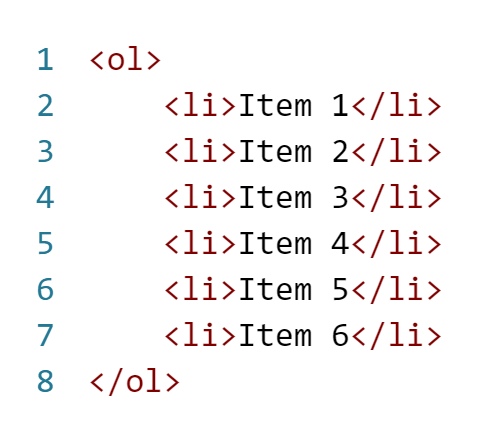 1 <ol>
2     <li>Item 1</li>
3     <li>Item 2</li>
4     <li>Item 3</li>
5     <li>Item 4</li>
6     <li>Item 5</li>
7     <li>Item 6</li>
8 </ol>